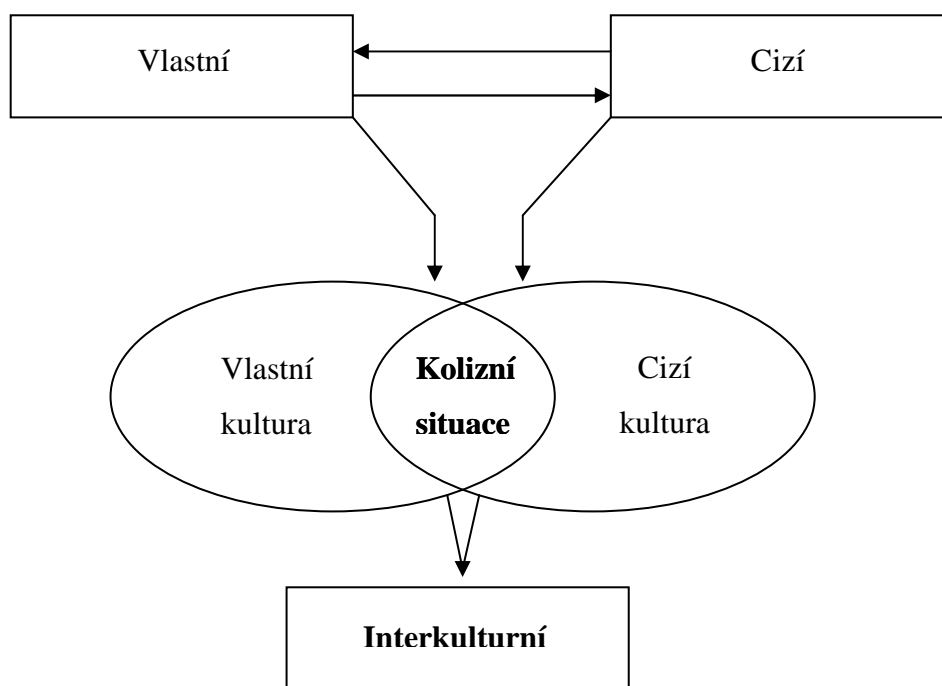 Vlastní
Cizí
Vlastní
kultura
Kolizní
situace
Cizí
kultura
Interkulturní